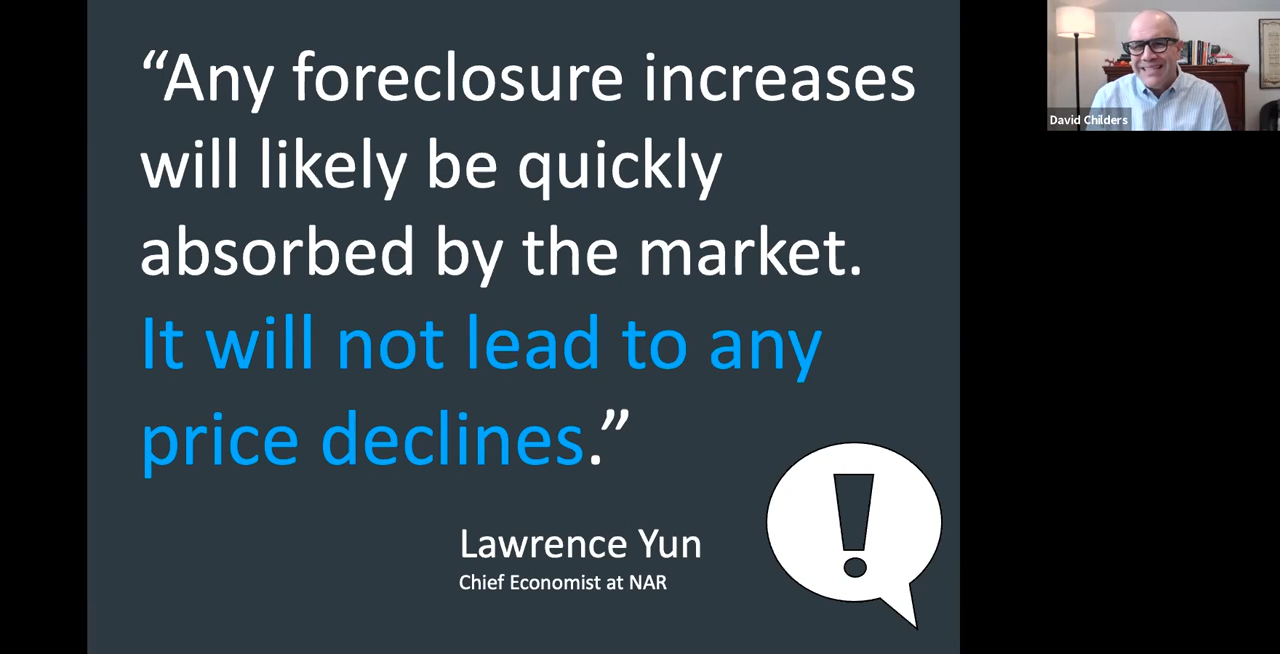 “Any foreclosure increases
will likely be quickly
absorbed by the market.
It will not lead to any
price declines.”
Lawrence Yun
Chief Economist at NAR
!
David Childers